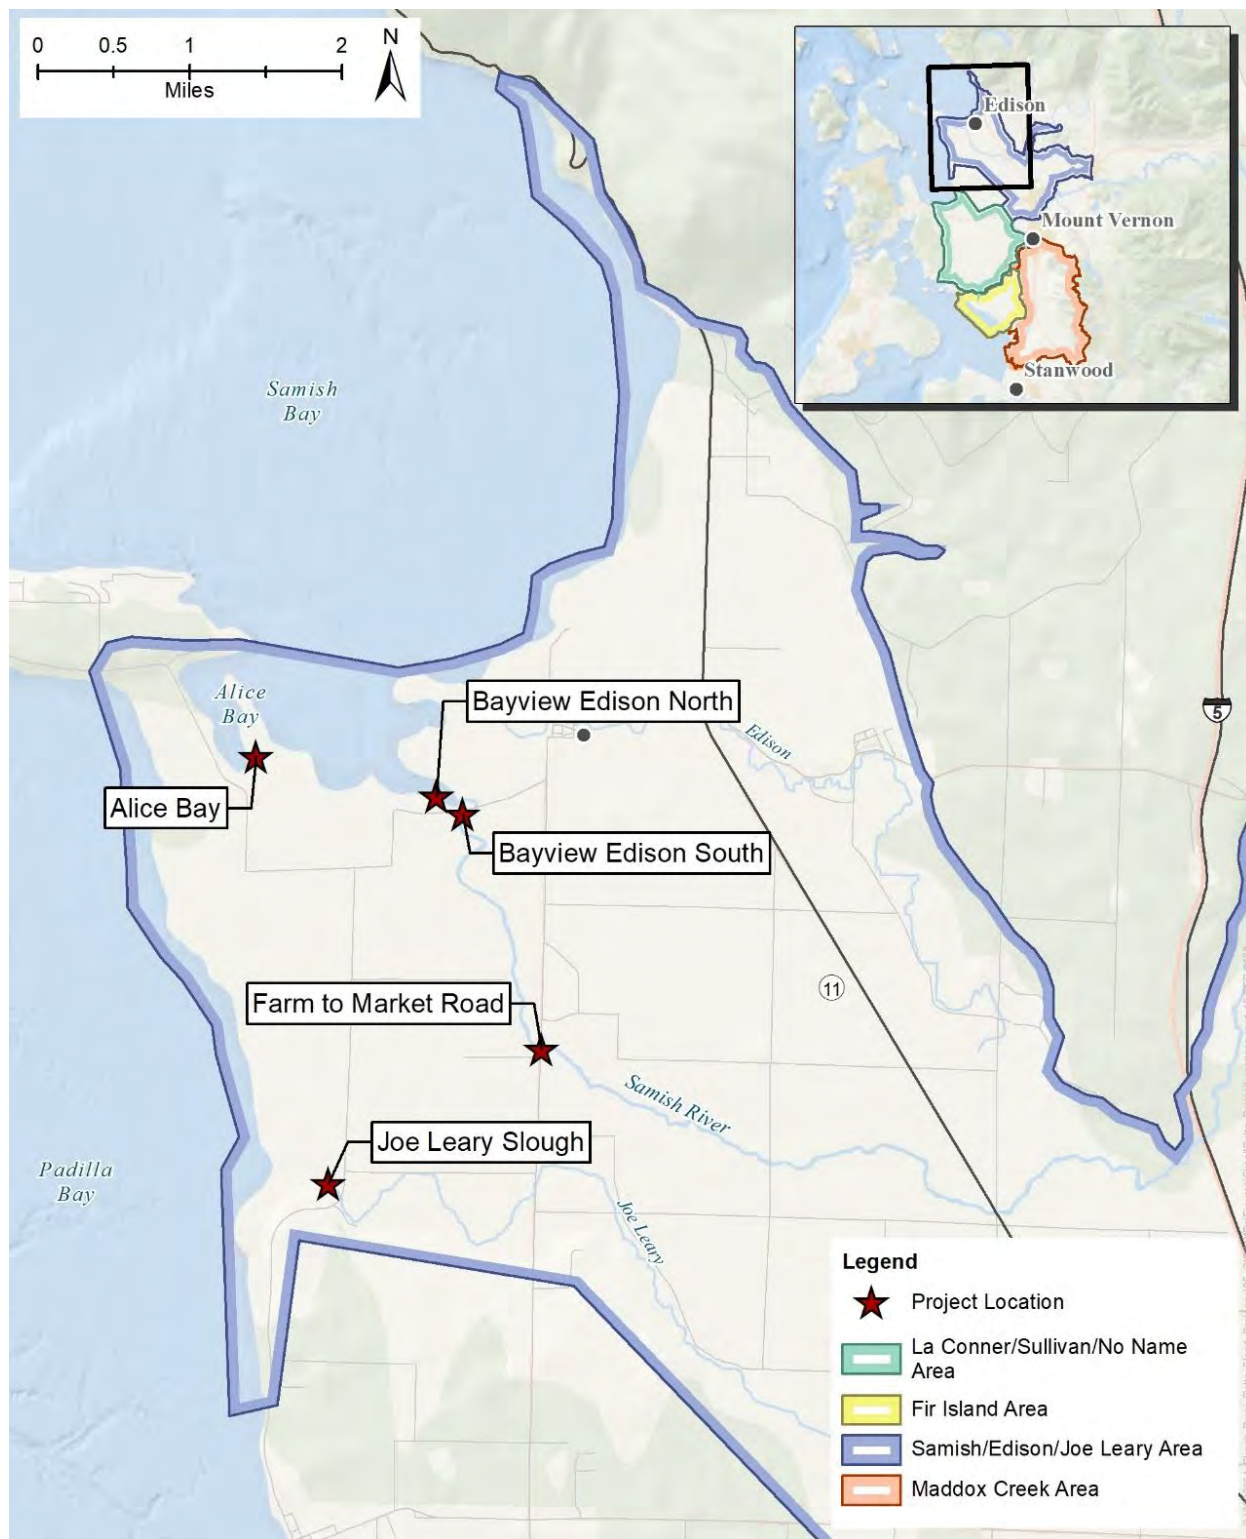 0 0.5 1 2
Miles
N
Edison
Mount Vernon
Stanwood
Samish
Bay
Alice
Bay
Bayview Edison North
Edison
5
Alice Bay
Bayview Edison South
Farm to Market Road
11
Samish River
Joe Leary Slough
Padilla
Bay
Joe Leary
Legend
Project Location
La Conner/Sullivan/No Name
Area
Fir Island Area
Samish/Edison/Joe Leary Area
Maddox Creek Area